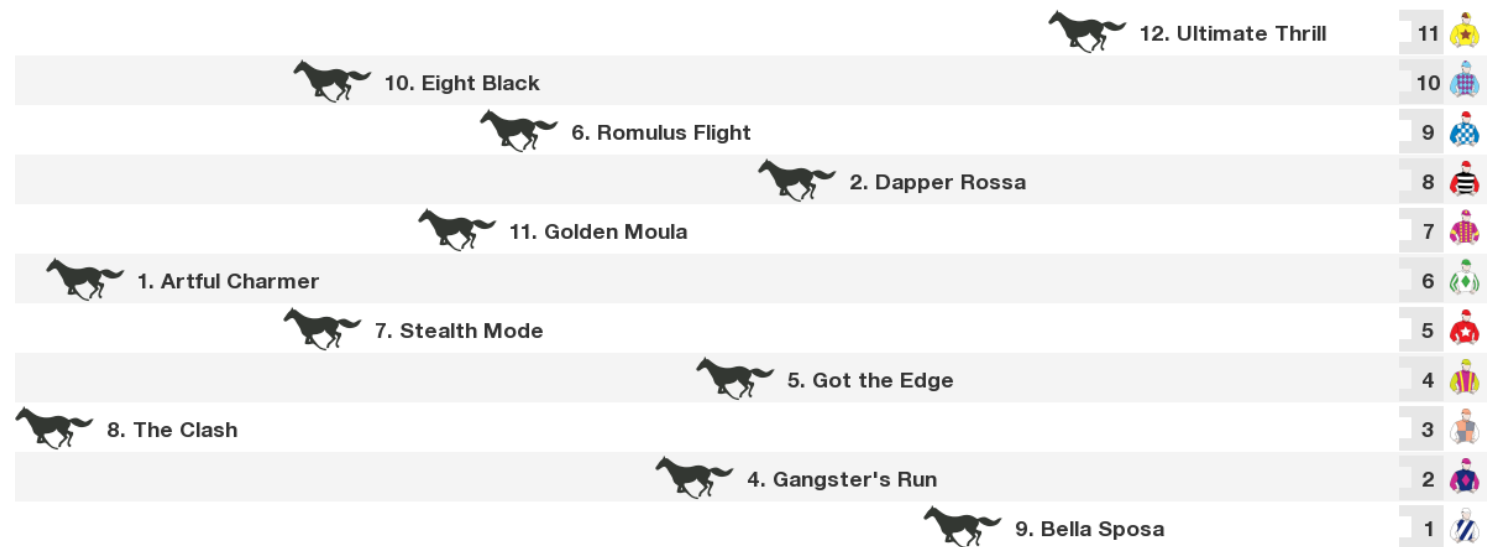 12. Ultimate Thrill 11
10. Eight Black 10
6. Romulus Flight 9
2. Dapper Rossa 8
11. Golden Moula 7
1. Artful Charmer 6
7. Stealth Mode 5
5. Got the Edge 4
8. The Clash 3
4. Gangster's Run 2
9. Bella Sposa 1